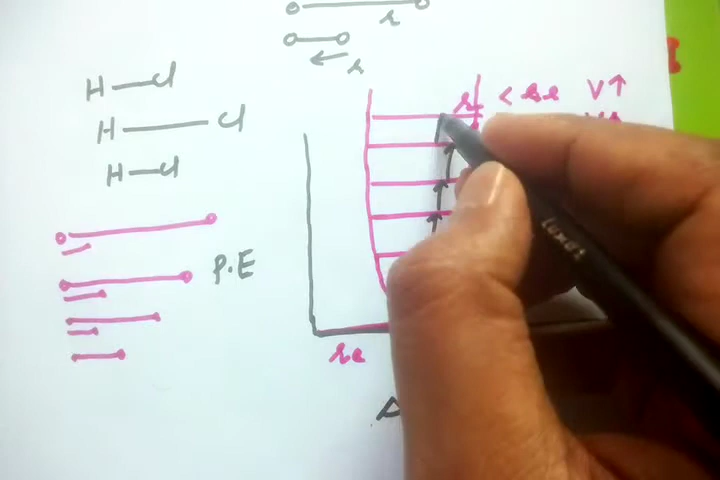 r
r
H—Cl
r < re V↑
H—Cl
H—Cl
P.E
re
Luxor